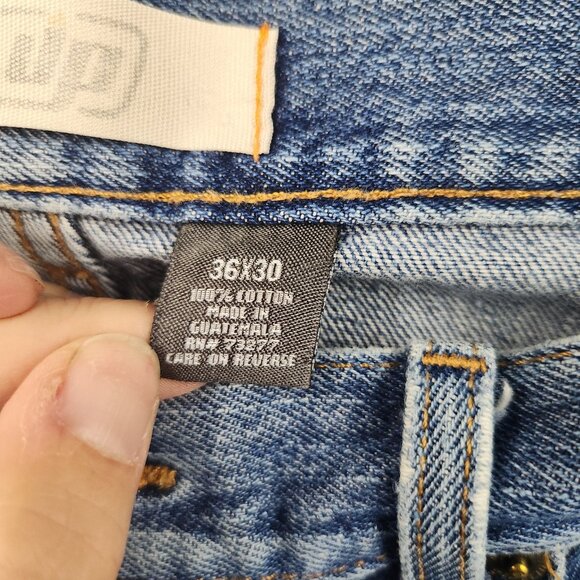 36X30
100% COTTON
MADE IN
GUATEMALA
RN# 73277
CARE ON REVERSE